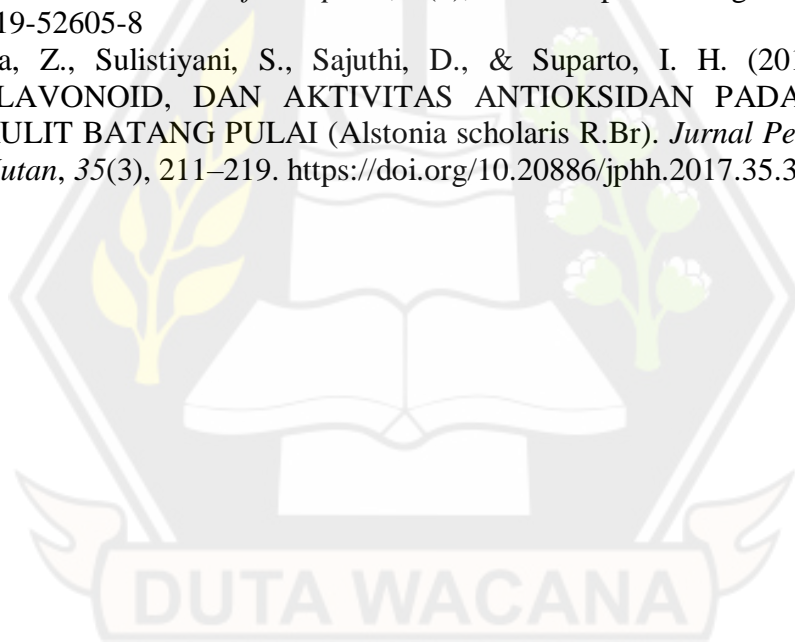 19-52605-8
a, Z., Sulistiyani, S., Sajuthi, D., & Suparto, I. H. (201
LAVONOID, DAN AKTIVITAS ANTIOKSIDAN PADA
ULIT BATANG PULAI (Alstonia scholaris R.Br). Jurnal Pe
utan, 35(3), 211–219. https://doi.org/10.20886/jphh.2017.35.3
DUTA WACANA